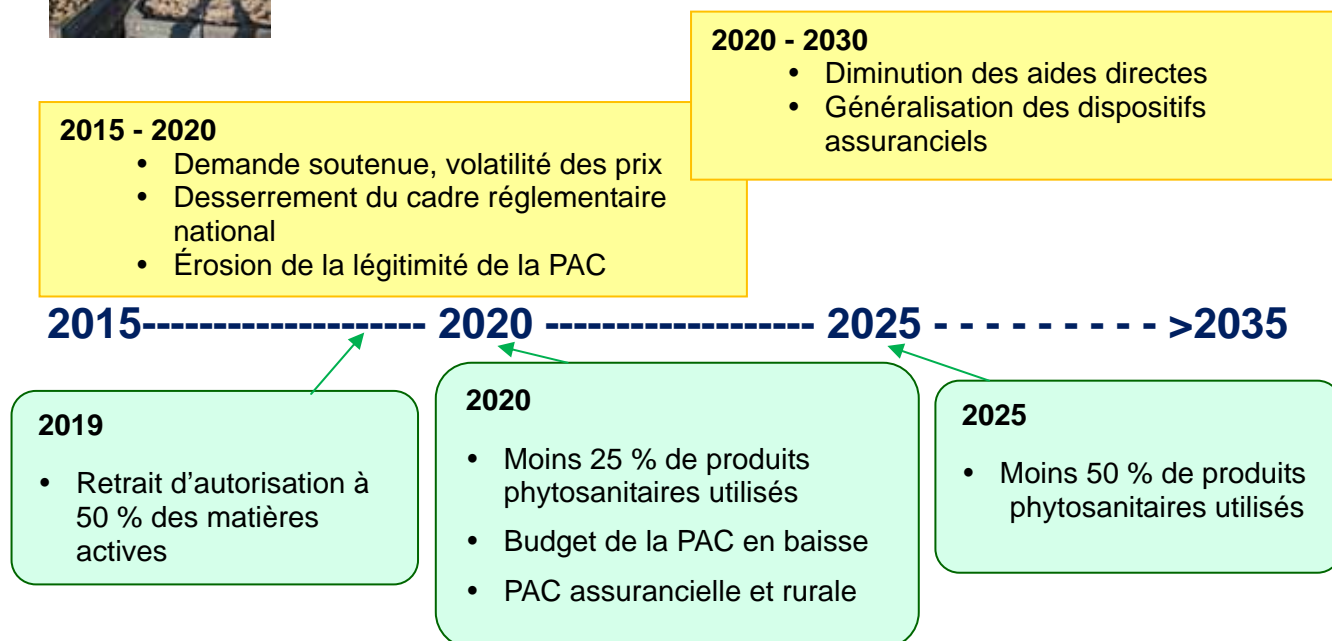 2020 - 2030
• Diminution des aides directes
• Généralisation des dispositifs
assuranciels
2015 - 2020
• Demande soutenue, volatilité des prix
• Desserrement du cadre réglementaire
national
• Érosion de la légitimité de la PAC
2015-------------------- 2020 ------------------- 2025 - - - - - - - - - >2035
2019
• Retrait d'autorisation à
50 % des matières
actives
2020
• Moins 25 % de produits
phytosanitaires utilisés
• Budget de la PAC en baisse
• PAC assurancielle et rurale
2025
• Moins 50 % de produits
phytosanitaires utilisés